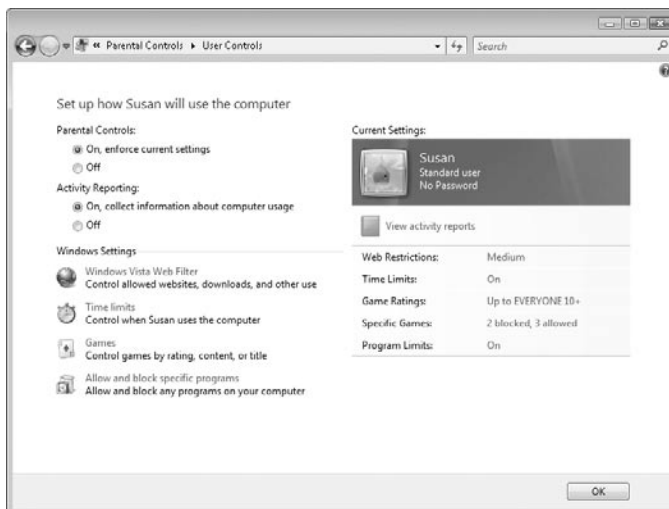 « Parental Controls ▸ User Controls
Search
Set up how Susan will use the computer
Parental Controls:
On, enforce current settings
Off
Activity Reporting:
On, collect information about computer usage
Off
Windows Settings
Windows Vista Web Filter
Control allowed websites, downloads, and other use
Time limits
Control when Susan uses the computer
Games
Control games by rating, content, or title
Allow and block specific programs
Allow and block any programs on your computer
Current Settings:
Susan
Standard user
No Password
View activity reports
Web Restrictions: Medium
Time Limits: On
Game Ratings: Up to EVERYONE 10+
Specific Games: 2 blocked, 3 allowed
Program Limits: On
OK